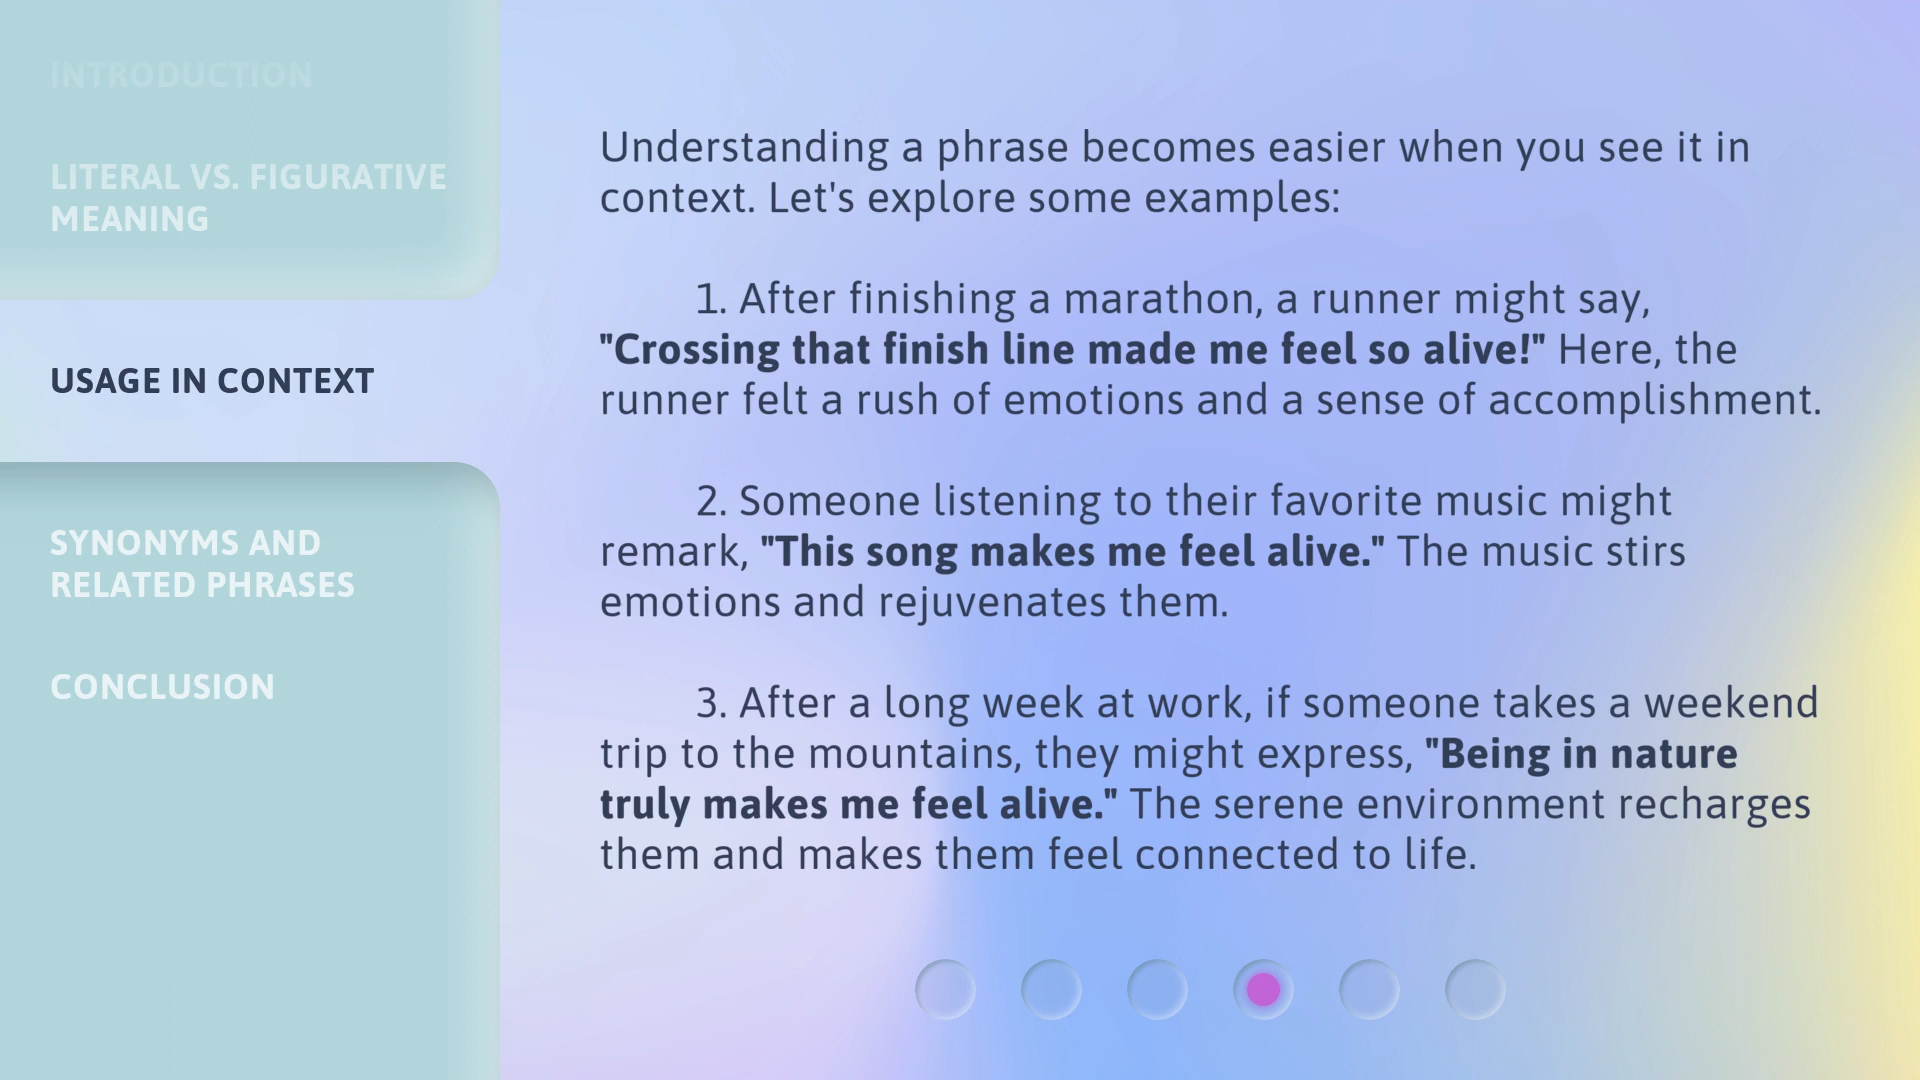 INTRODUCTION
LITERAL VS. FIGURATIVE
MEANING
USAGE IN CONTEXT
SYNONYMS AND
RELATED PHRASES
CONCLUSION
Understanding a phrase becomes easier when you see it in
context. Let's explore some examples:
1. After finishing a marathon, a runner might say,
"Crossing that finish line made me feel so alive!" Here, the
runner felt a rush of emotions and a sense of accomplishment.
2. Someone listening to their favorite music might
remark, "This song makes me feel alive." The music stirs
emotions and rejuvenates them.
3. After a long week at work, if someone takes a weekend
trip to the mountains, they might express, "Being in nature
truly makes me feel alive." The serene environment recharges
them and makes them feel connected to life.